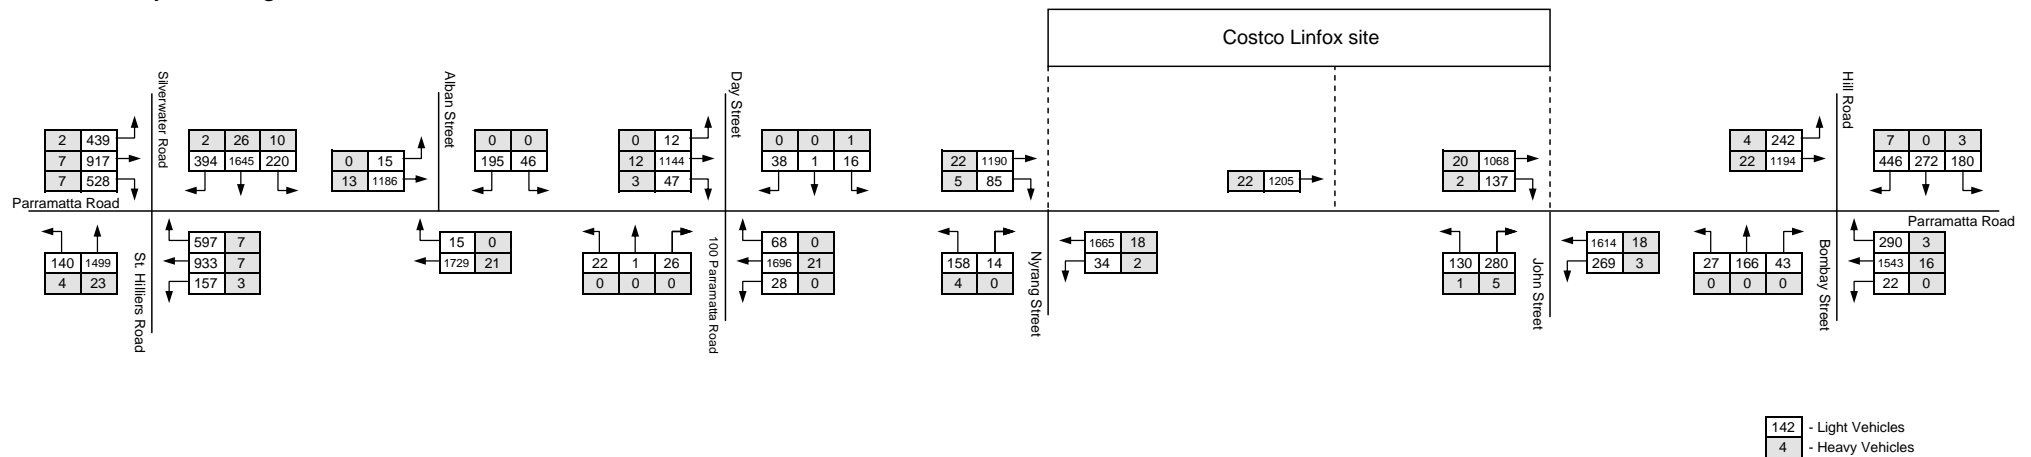 Costco Linfox site
Silverwater Road
Alban Street
Day Street
Hill Road
2 439
7 917
7 528
2 26 10
394 1645 220
0 15
13 1186
0 0
195 46
0 12
12 1144
3 47
0 0 1
38 1 16
22 1190
5 85
22 1205
20 1068
2 137
4 242
22 1194
7 0 3
446 272 180
Parramatta Road
Parramatta Road
140 1499
4 23
St. Hilliers Road
597 7
933 7
157 3
15 0
1729 21
22 1 26
0 0 0
100 Parramatta Road
68 0
1696 21
28 0
158 14
4 0
Nyrang Street
1665 18
34 2
130 280
1 5
John Street
1614 18
269 3
27 166 43
0 0 0
Bombay Street
290 3
1543 16
22 0
142 - Light Vehicles
4 - Heavy Vehicles